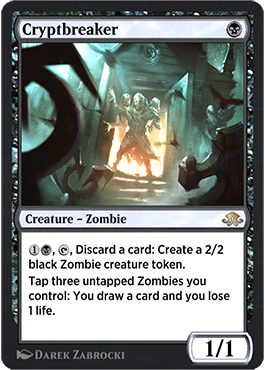 Cryptbreaker
Creature – Zombie
1, Discard a card: Create a 2/2
black Zombie creature token.
Tap three untapped Zombies you
control: You draw a card and you lose
1 life.
DAREK ZABROCKI
1/1